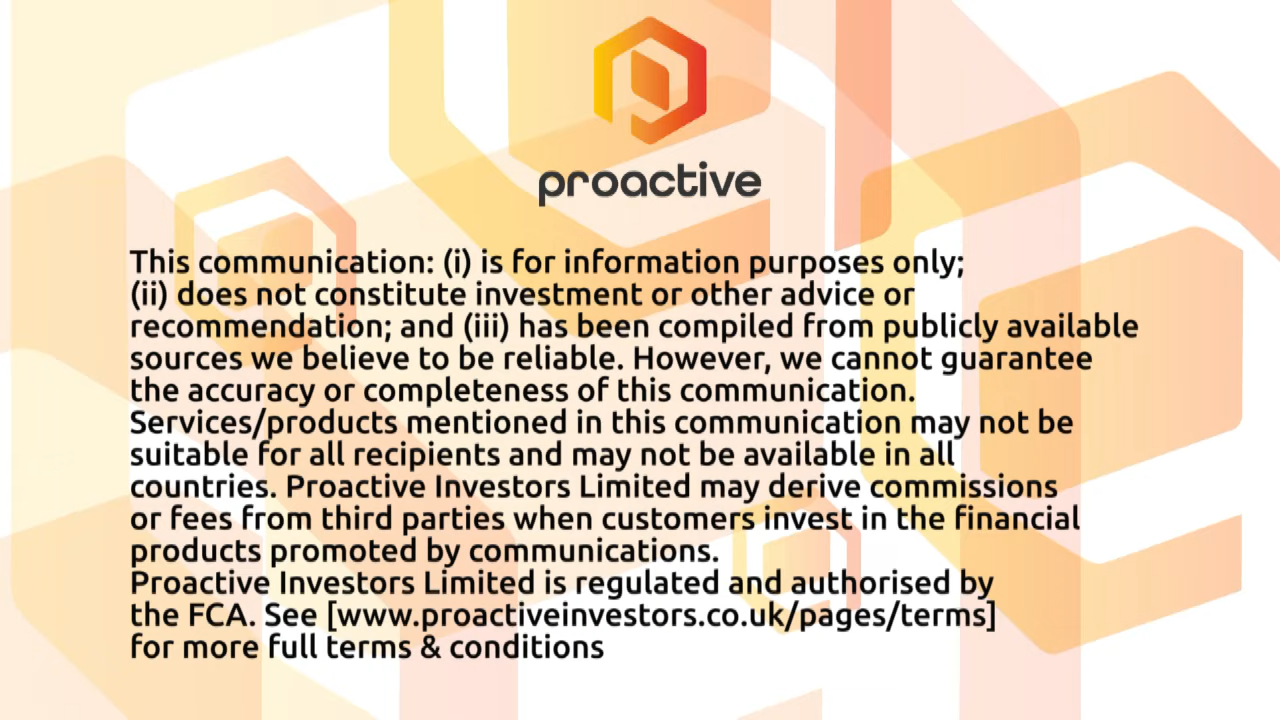 proactive
This communication: (i) is for information purposes only;
(ii) does not constitute investment or other advice or
recommendation; and (iii) has been compiled from publicly available
sources we believe to be reliable. However, we cannot guarantee
the accuracy or completeness of this communication.
Services/products mentioned in this communication may not be
suitable for all recipients and may not be available in all
countries. Proactive Investors Limited may derive commissions
or fees from third parties when customers invest in the financial
products promoted by communications.
Proactive Investors Limited is regulated and authorised by
the FCA. See [www.proactiveinvestors.co.uk/pages/terms]
for more full terms & conditions